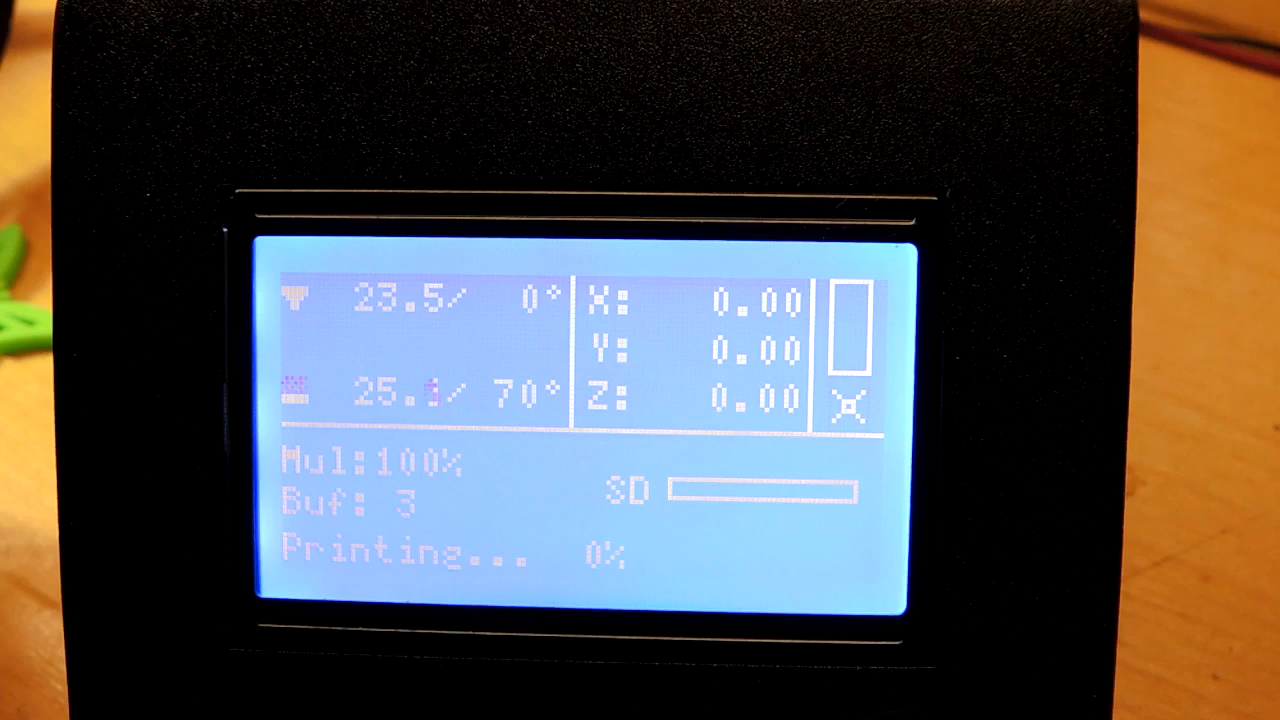 23.5/ 0° X: 0.00
Y: 0.00
25.1/ 70° Z: 0.00
Mul:100%
Buf: 3 SD
Printing... 0%